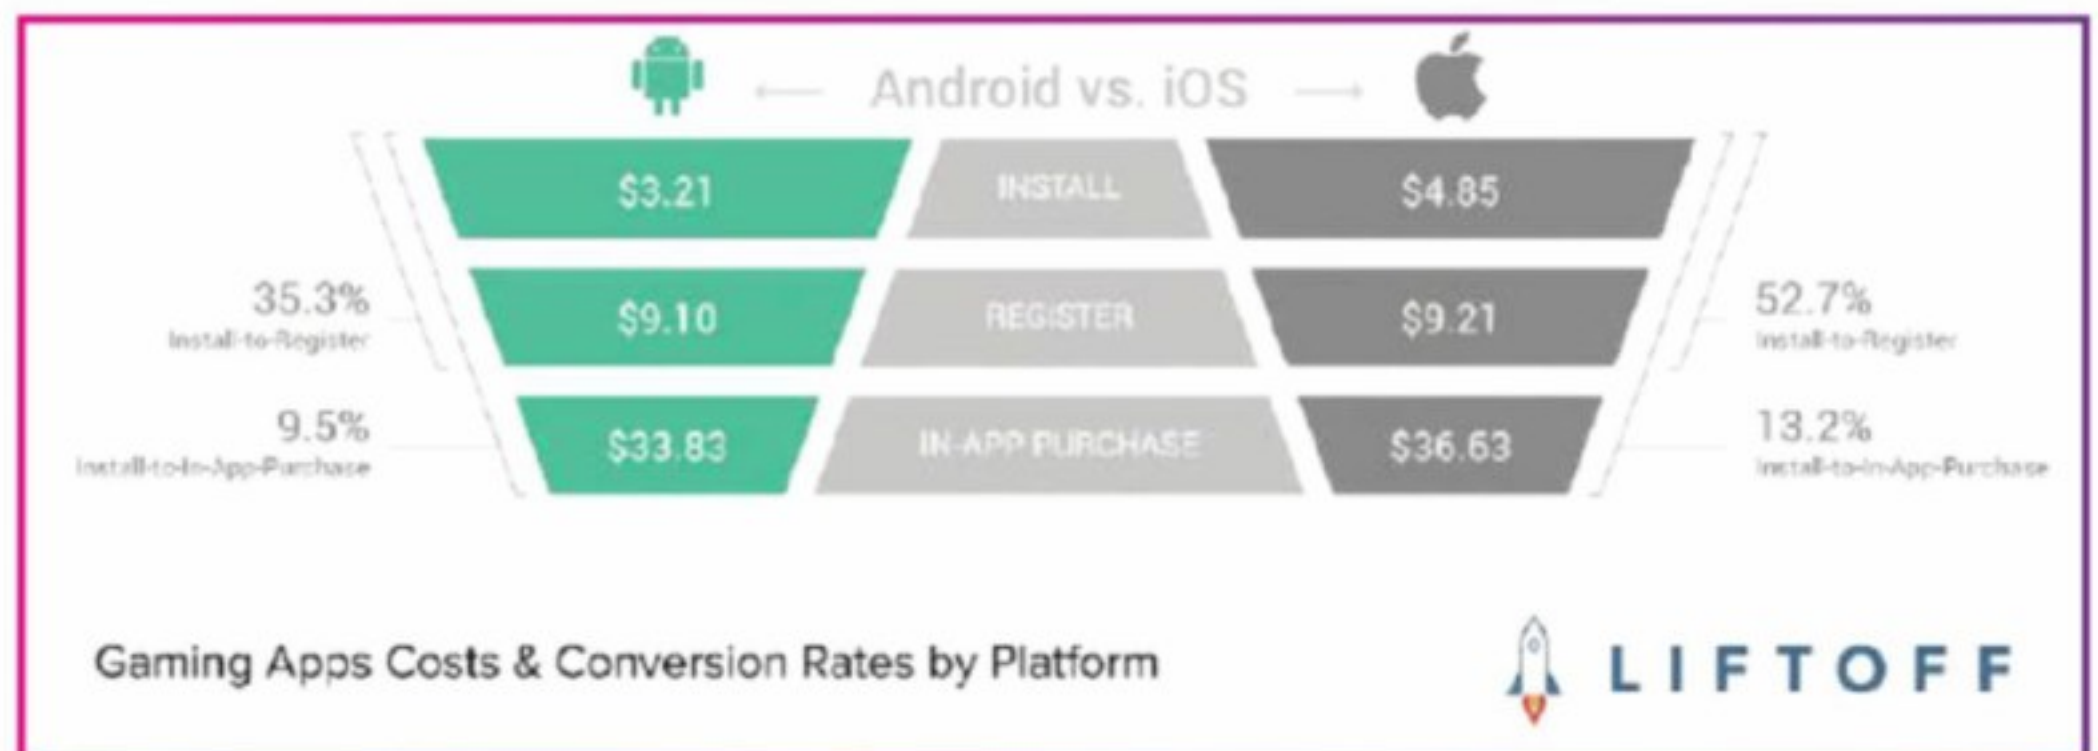 Android vs. iOS
$3.21 INSTALL $4.85
35.3%
Install-to-Register
$9.10 REGISTER $9.21
52.7%
Install-to-Register
9.5%
Install-to-In-App-Purchase
$33.83 IN-APP PURCHASE $36.63
13.2%
Install-to-In-App-Purchase
Gaming Apps Costs & Conversion Rates by Platform
LIFTOFF